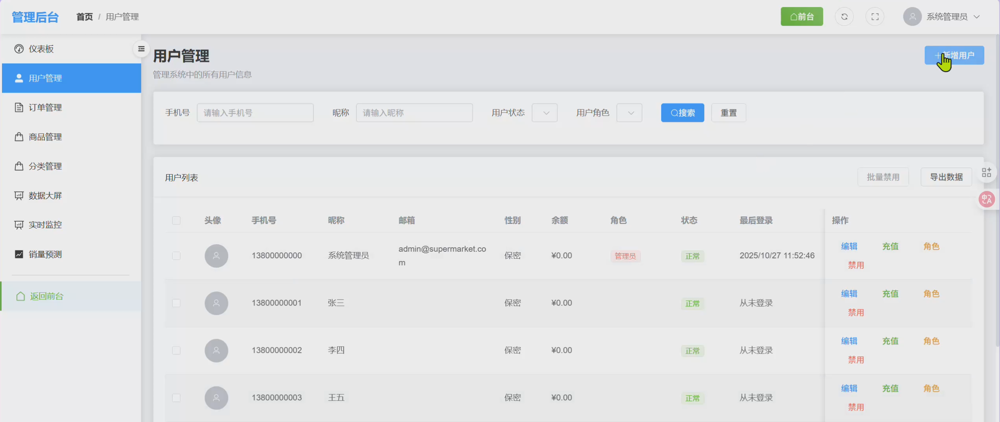 管理后台
首页 / 用户管理
前台
系统管理员
仪表板
用户管理
订单管理
商品管理
分类管理
数据大屏
实时监控
销量预测
返回前台
用户管理
管理系统中的所有用户信息
新增用户
手机号 请输入手机号 昵称 请输入昵称 用户状态 用户角色 搜索 重置
用户列表
批量禁用 导出数据
头像 手机号 昵称 邮箱 性别 余额 角色 状态 最后登录 操作
13800000000 系统管理员 admin@supermarket.co
m 保密 ¥0.00 管理员 正常 2025/10/27 11:52:46 编辑 充值 角色
禁用
13800000001 张三 保密 ¥0.00 正常 从未登录 编辑 充值 角色
禁用
13800000002 李四 保密 ¥0.00 正常 从未登录 编辑 充值 角色
禁用
13800000003 王五 保密 ¥0.00 正常 从未登录 编辑 充值 角色
禁用